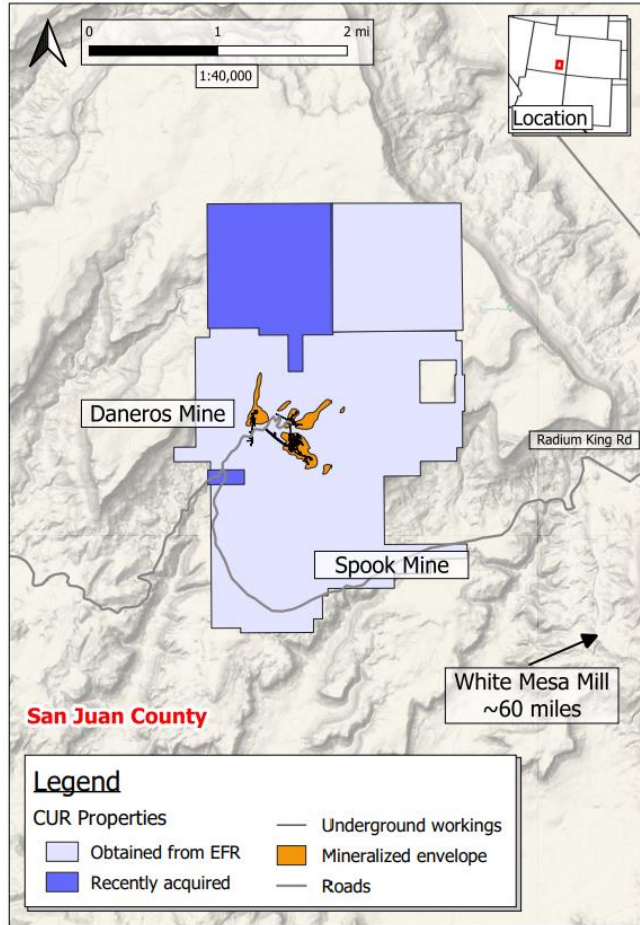 0 1 2 mi
1:40,000
Location
Daneros Mine
Radium King Rd
Spook Mine
White Mesa Mill
~60 miles
San Juan County
Legend
CUR Properties
Obtained from EFR
Recently acquired
Underground workings
Mineralized envelope
Roads